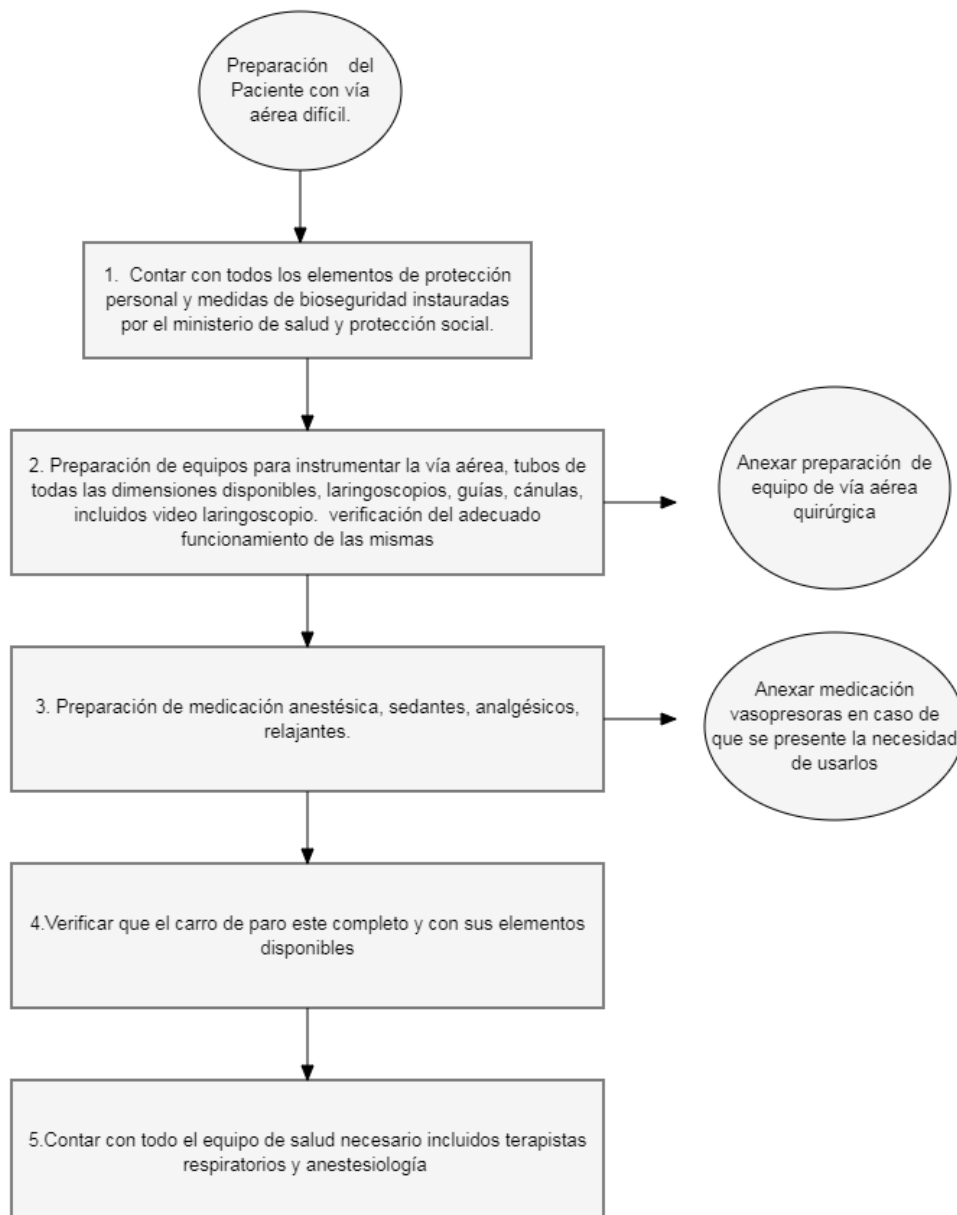 Preparación del
Paciente con vía
aérea difícil.
1. Contar con todos los elementos de protección
personal y medidas de bioseguridad instauradas
por el ministerio de salud y protección social.
2. Preparación de equipos para instrumentar la vía aérea, tubos de
todas las dimensiones disponibles, laringoscopios, guías, cánulas,
incluidos video laringoscopio. verificación del adecuado
funcionamiento de las mismas
Anexar preparación de
equipo de vía aérea
quirúrgica
3. Preparación de medicación anestésica, sedantes, analgésicos,
relajantes.
Anexar medicación
vasopresoras en caso de
que se presente la necesidad
de usarlos
4.Verificar que el carro de paro este completo y con sus elementos
disponibles
5.Contar con todo el equipo de salud necesario incluidos terapistas
respiratorios y anestesiología